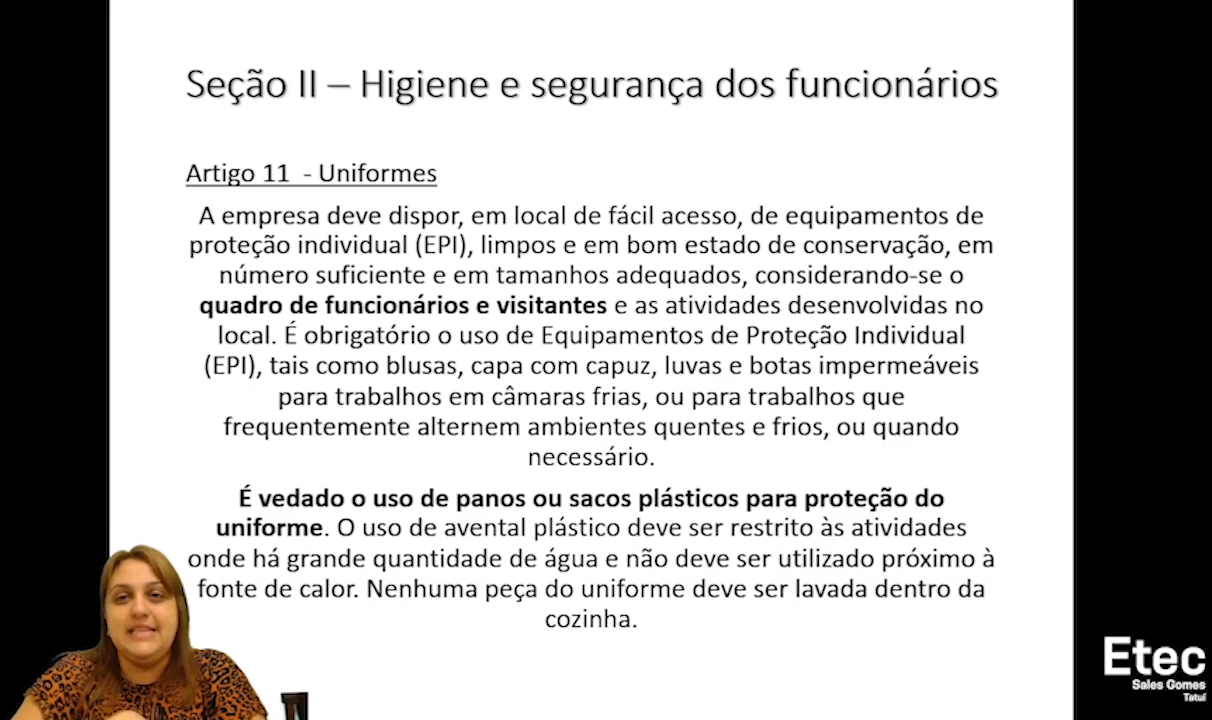 Seção II – Higiene e segurança dos funcionários
Artigo 11 - Uniformes
A empresa deve dispor, em local de fácil acesso, de equipamentos de
proteção individual (EPI), limpos e em bom estado de conservação, em
número suficiente e em tamanhos adequados, considerando-se o
quadro de funcionários e visitantes e as atividades desenvolvidas no
local. É obrigatório o uso de Equipamentos de Proteção Individual
(EPI), tais como blusas, capa com capuz, luvas e botas impermeáveis
para trabalhos em câmaras frias, ou para trabalhos que
frequentemente alternem ambientes quentes e frios, ou quando
necessário.
É vedado o uso de panos ou sacos plásticos para proteção do
uniforme. O uso de avental plástico deve ser restrito às atividades
onde há grande quantidade de água e não deve ser utilizado próximo à
fonte de calor. Nenhuma peça do uniforme deve ser lavada dentro da
cozinha.
Etec
Sales Gomes
Tatuí